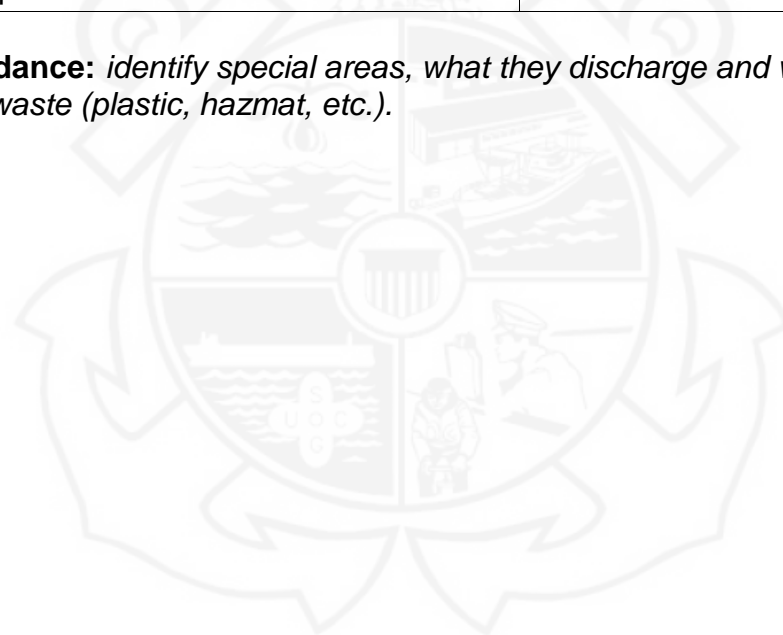 dance: identify special areas, what they discharge and
waste (plastic, hazmat, etc.).
S
U O C
G